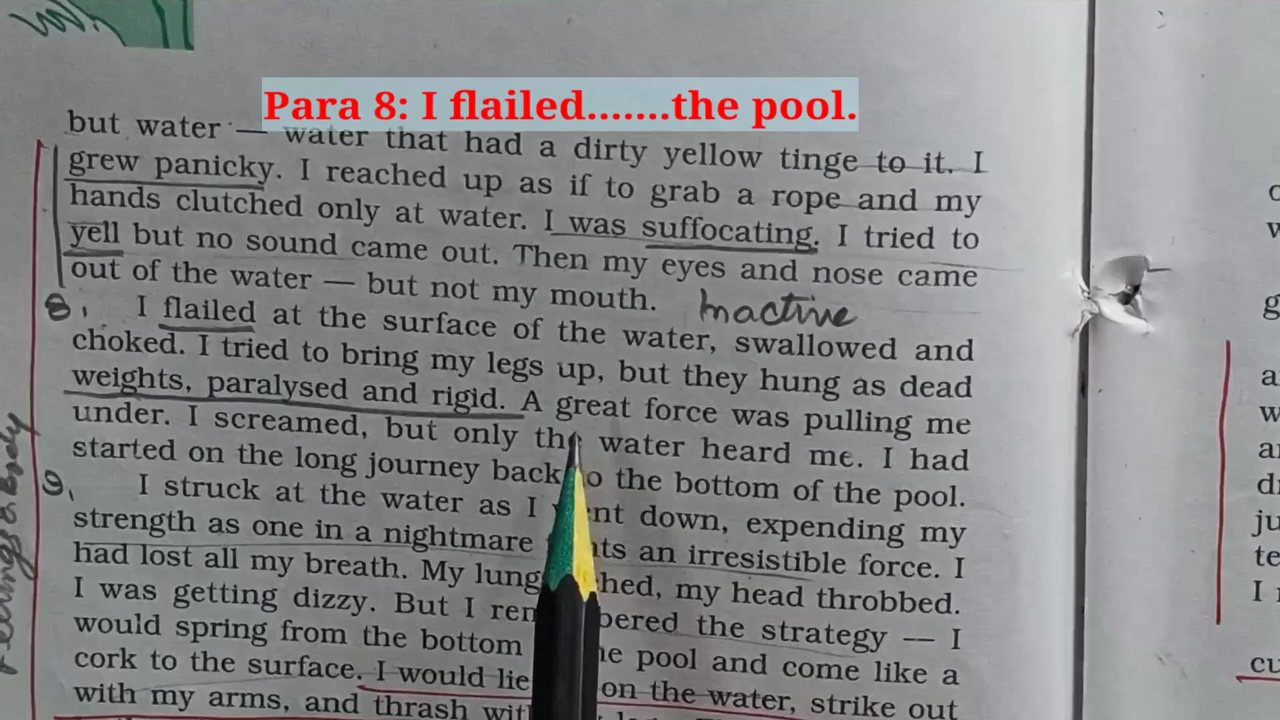 Para 8: I flailed.......the pool.
but water — water that had a dirty yellow tinge to it. I
grew panicky. I reached up as if to grab a rope and my
hands clutched only at water. I was suffocating. I tried to
yell but no sound came out. Then my eyes and nose came
out of the water — but not my mouth.
Inactive
8. I flailed at the surface of the water, swallowed and
choked. I tried to bring my legs up, but they hung as dead
weights, paralysed and rigid. A great force was pulling me
under. I screamed, but only the water heard me. I had
started on the long journey back to the bottom of the pool.
9. I struck at the water as I went down, expending my
strength as one in a nightmare fights an irresistible force. I
had lost all my breath. My lungs ached, my head throbbed.
I was getting dizzy. But I remembered the strategy — I
would spring from the bottom the pool and come like a
cork to the surface. I would lie on the water, strike out
with my arms, and thrash with